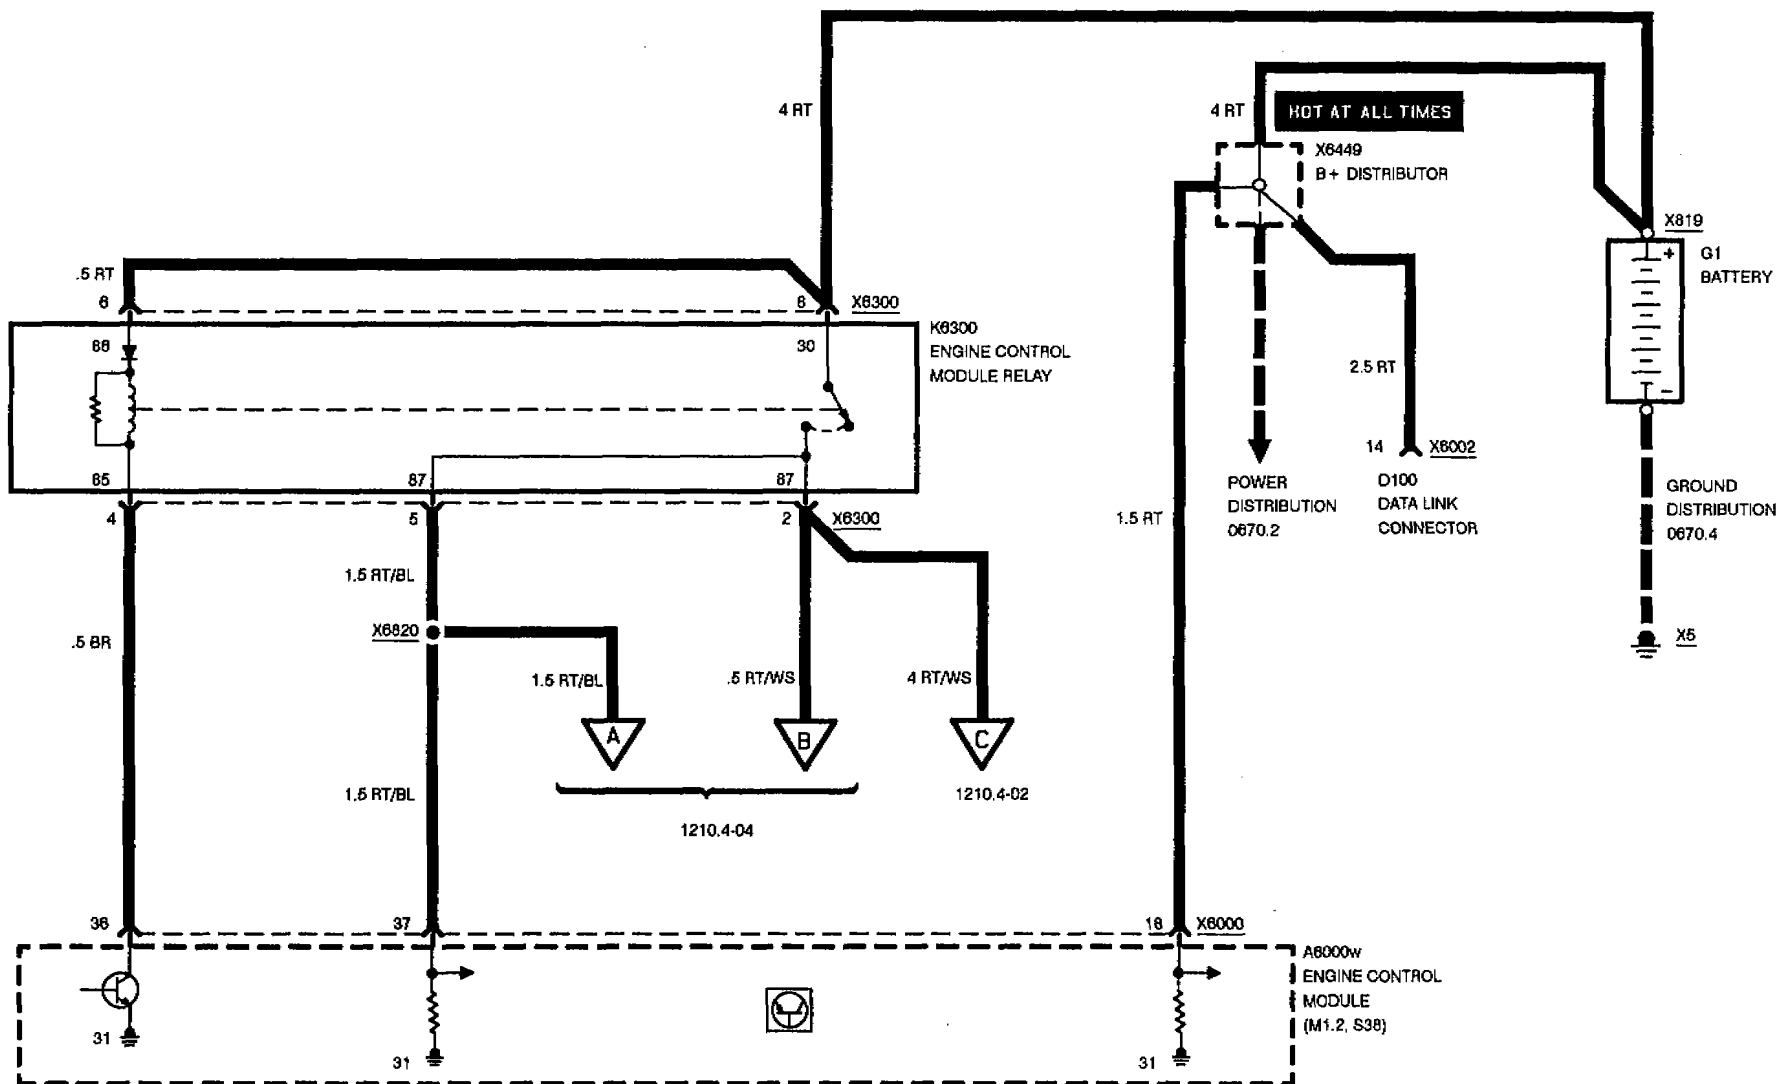 4 RT
4 RT
HOT AT ALL TIMES
X6449
B+ DISTRIBUTOR
X819
+
G1
BATTERY
−
.5 RT
6
8
X6300
K6300
ENGINE CONTROL
MODULE RELAY
86
30
2.5 RT
14
X6002
85
87
87
POWER
DISTRIBUTION
0670.2
D100
DATA LINK
CONNECTOR
GROUND
DISTRIBUTION
0670.4
4
5
2
X6300
1.5 RT
1.5 RT/BL
X6820
X5
.5 BR
1.5 RT/BL
.5 RT/WS
4 RT/WS
A
B
C
1.5 RT/BL
1210.4-04
1210.4-02
36
37
18
X6000
A6000w
ENGINE CONTROL
MODULE
(M1.2, S38)
31
31
31